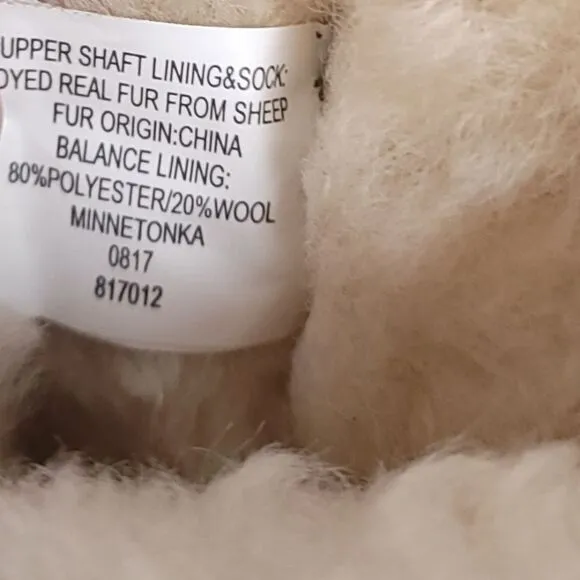 UPPER SHAFT LINING&SOCK:
DYED REAL FUR FROM SHEEP
FUR ORIGIN:CHINA
BALANCE LINING:
80%POLYESTER/20%WOOL
MINNETONKA
0817
817012